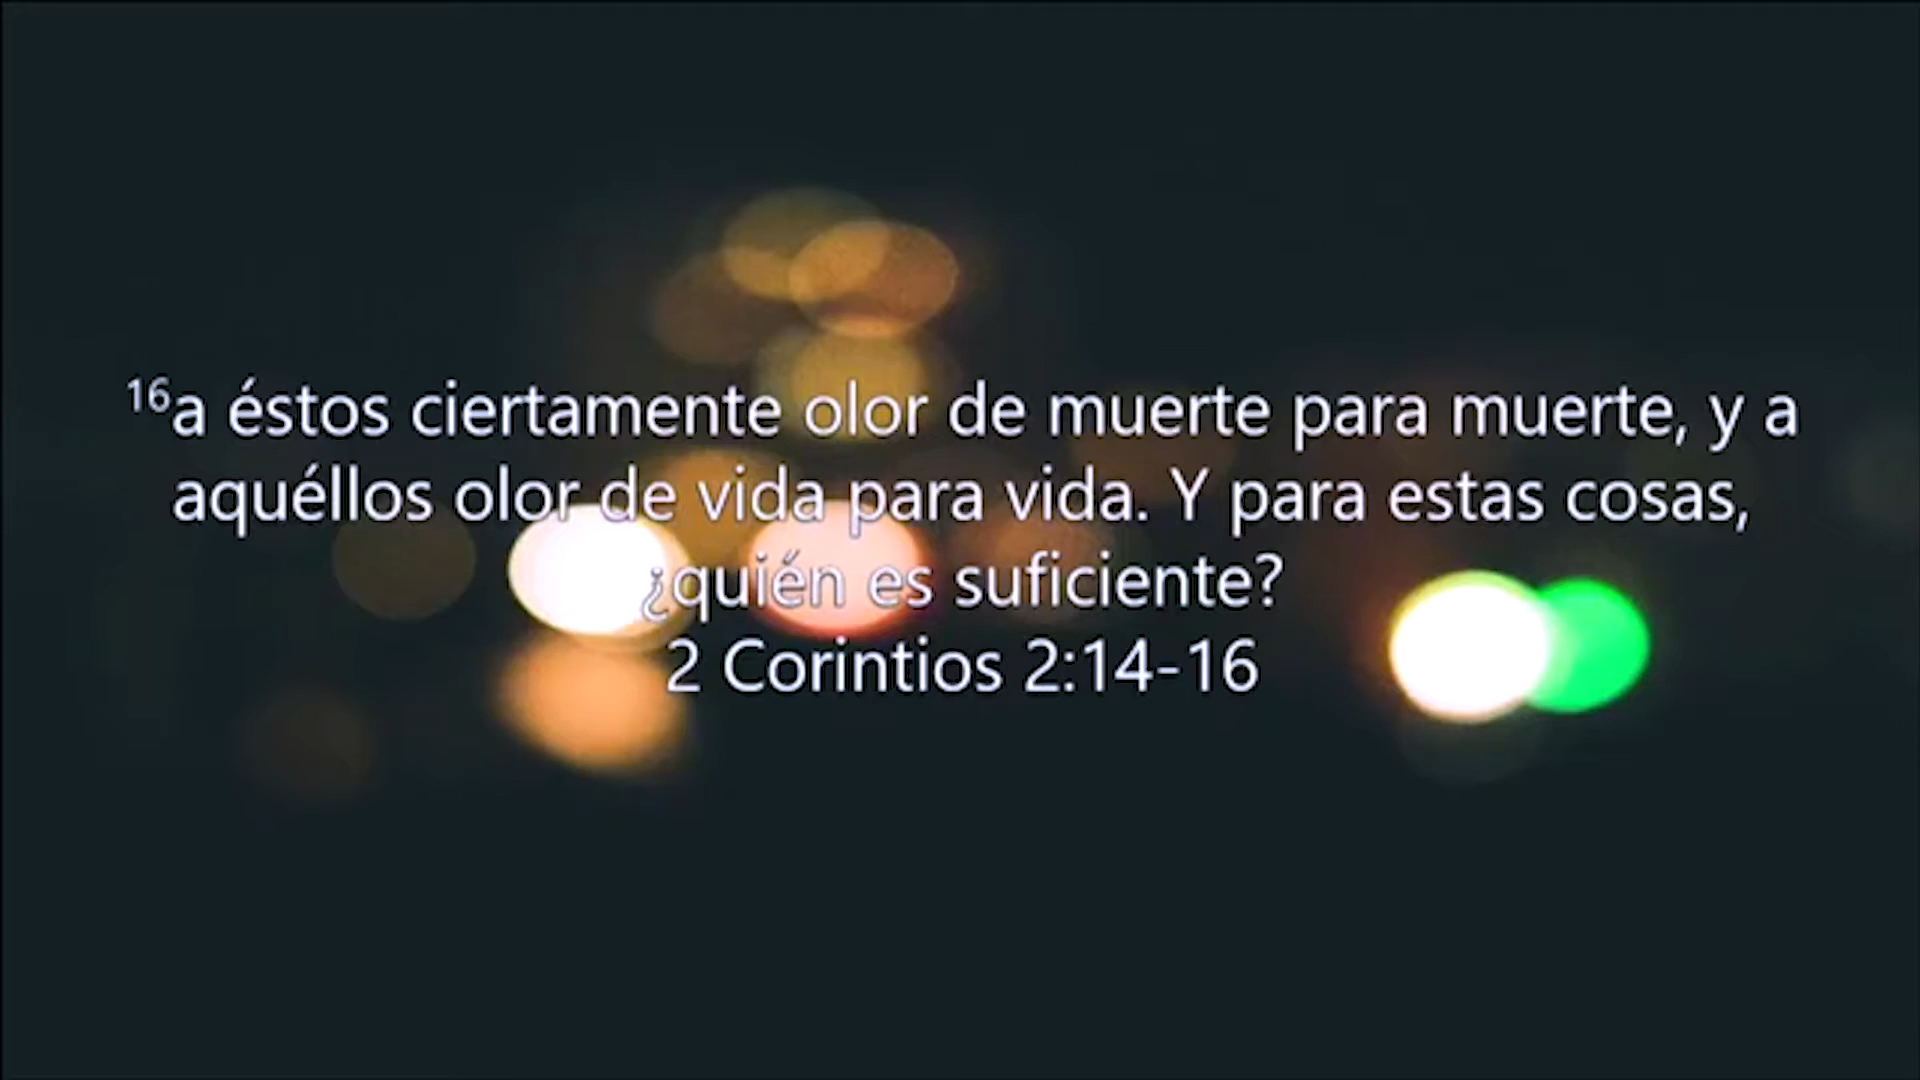 16a éstos ciertamente olor de muerte para muerte, y a
aquéllos olor de vida para vida. Y para estas cosas,
¿quién es suficiente?
2 Corintios 2:14-16